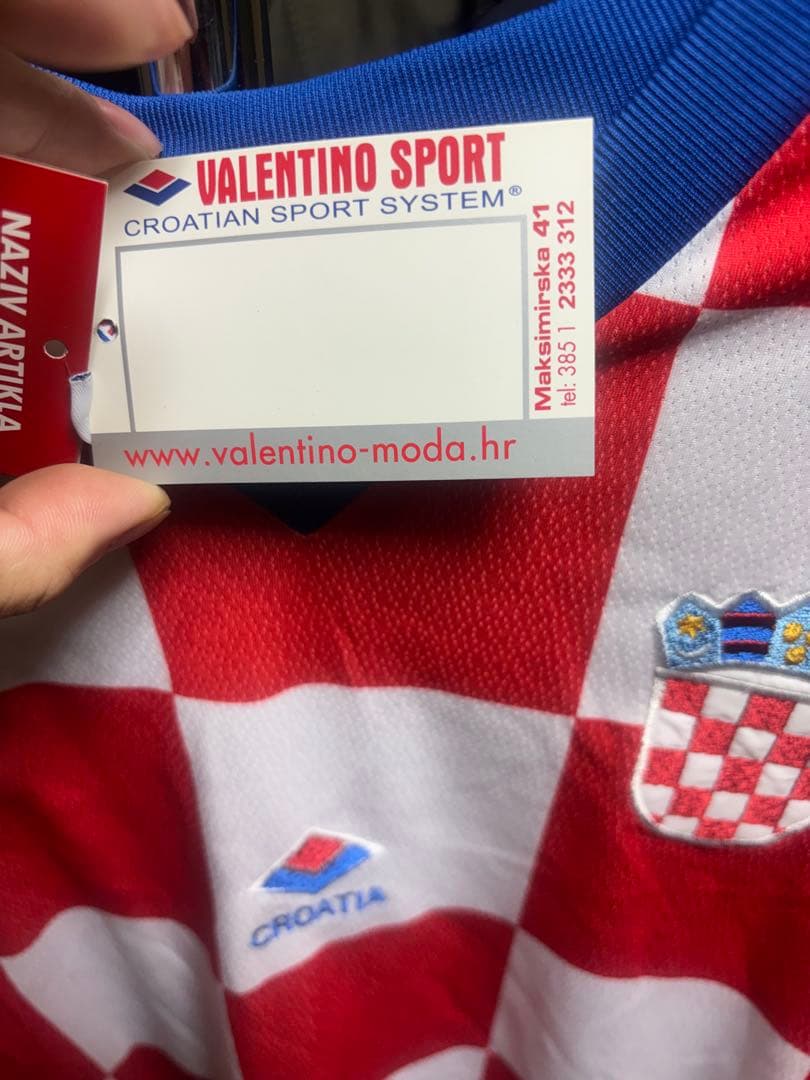 VALENTINO SPORT
CROATIAN SPORT SYSTEM®
Maksimirska 41
tel: 385 1 2333 312
www.valentino-moda.hr
NAZIV ARTIKLA
CROATIA